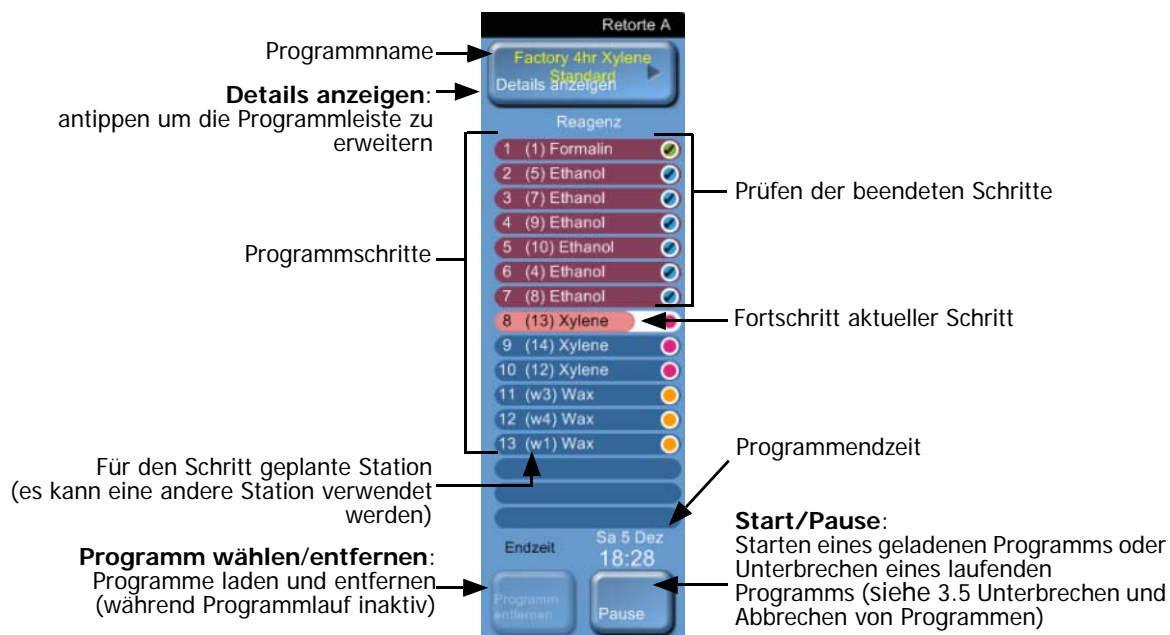 Retorte A
Programmname
Factory 4hr Xylene
Standard
Details anzeigen
Details anzeigen:
antippen um die Programmleiste zu
erweitern
Reagenz
1 (1) Formalin
2 (5) Ethanol
3 (7) Ethanol
4 (9) Ethanol
5 (10) Ethanol
6 (4) Ethanol
7 (8) Ethanol
8 (13) Xylene
9 (14) Xylene
10 (12) Xylene
11 (w3) Wax
12 (w4) Wax
13 (w1) Wax
Programmschritte
Prüfen der beendeten Schritte
Fortschritt aktueller Schritt
Für den Schritt geplante Station
(es kann eine andere Station verwendet
werden)
Programmendzeit
Endzeit
Sa 5 Dez
18:28
Programm wählen/entfernen:
Programme laden und entfernen
(während Programmlauf inaktiv)
Programm
entfernen
Pause
Start/Pause:
Starten eines geladenen Programms oder
Unterbrechen eines laufenden
Programms (siehe 3.5 Unterbrechen und
Abbrechen von Programmen)